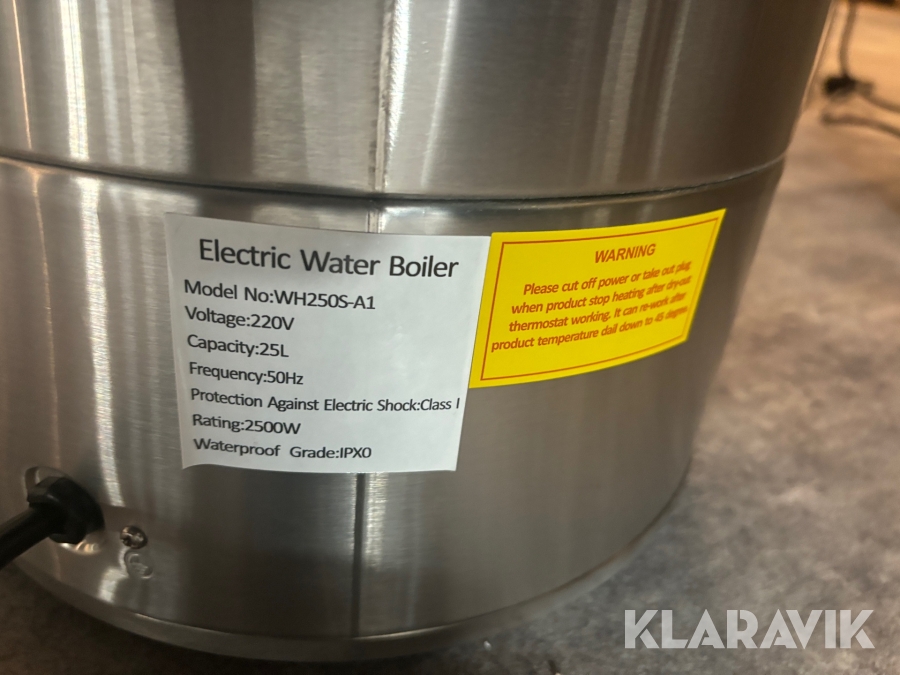 Electric Water Boiler
Model No:WH250S-A1
Voltage:220V
Capacity:25L
Frequency:50Hz
Protection Against Electric Shock:Class I
Rating:2500W
Waterproof Grade:IPX0
WARNING
Please cut off power or take out plug
when product stop heating after dry-out
thermostat working. It can re-work after
product temperature dail down to 45 degree
KLARAVIK